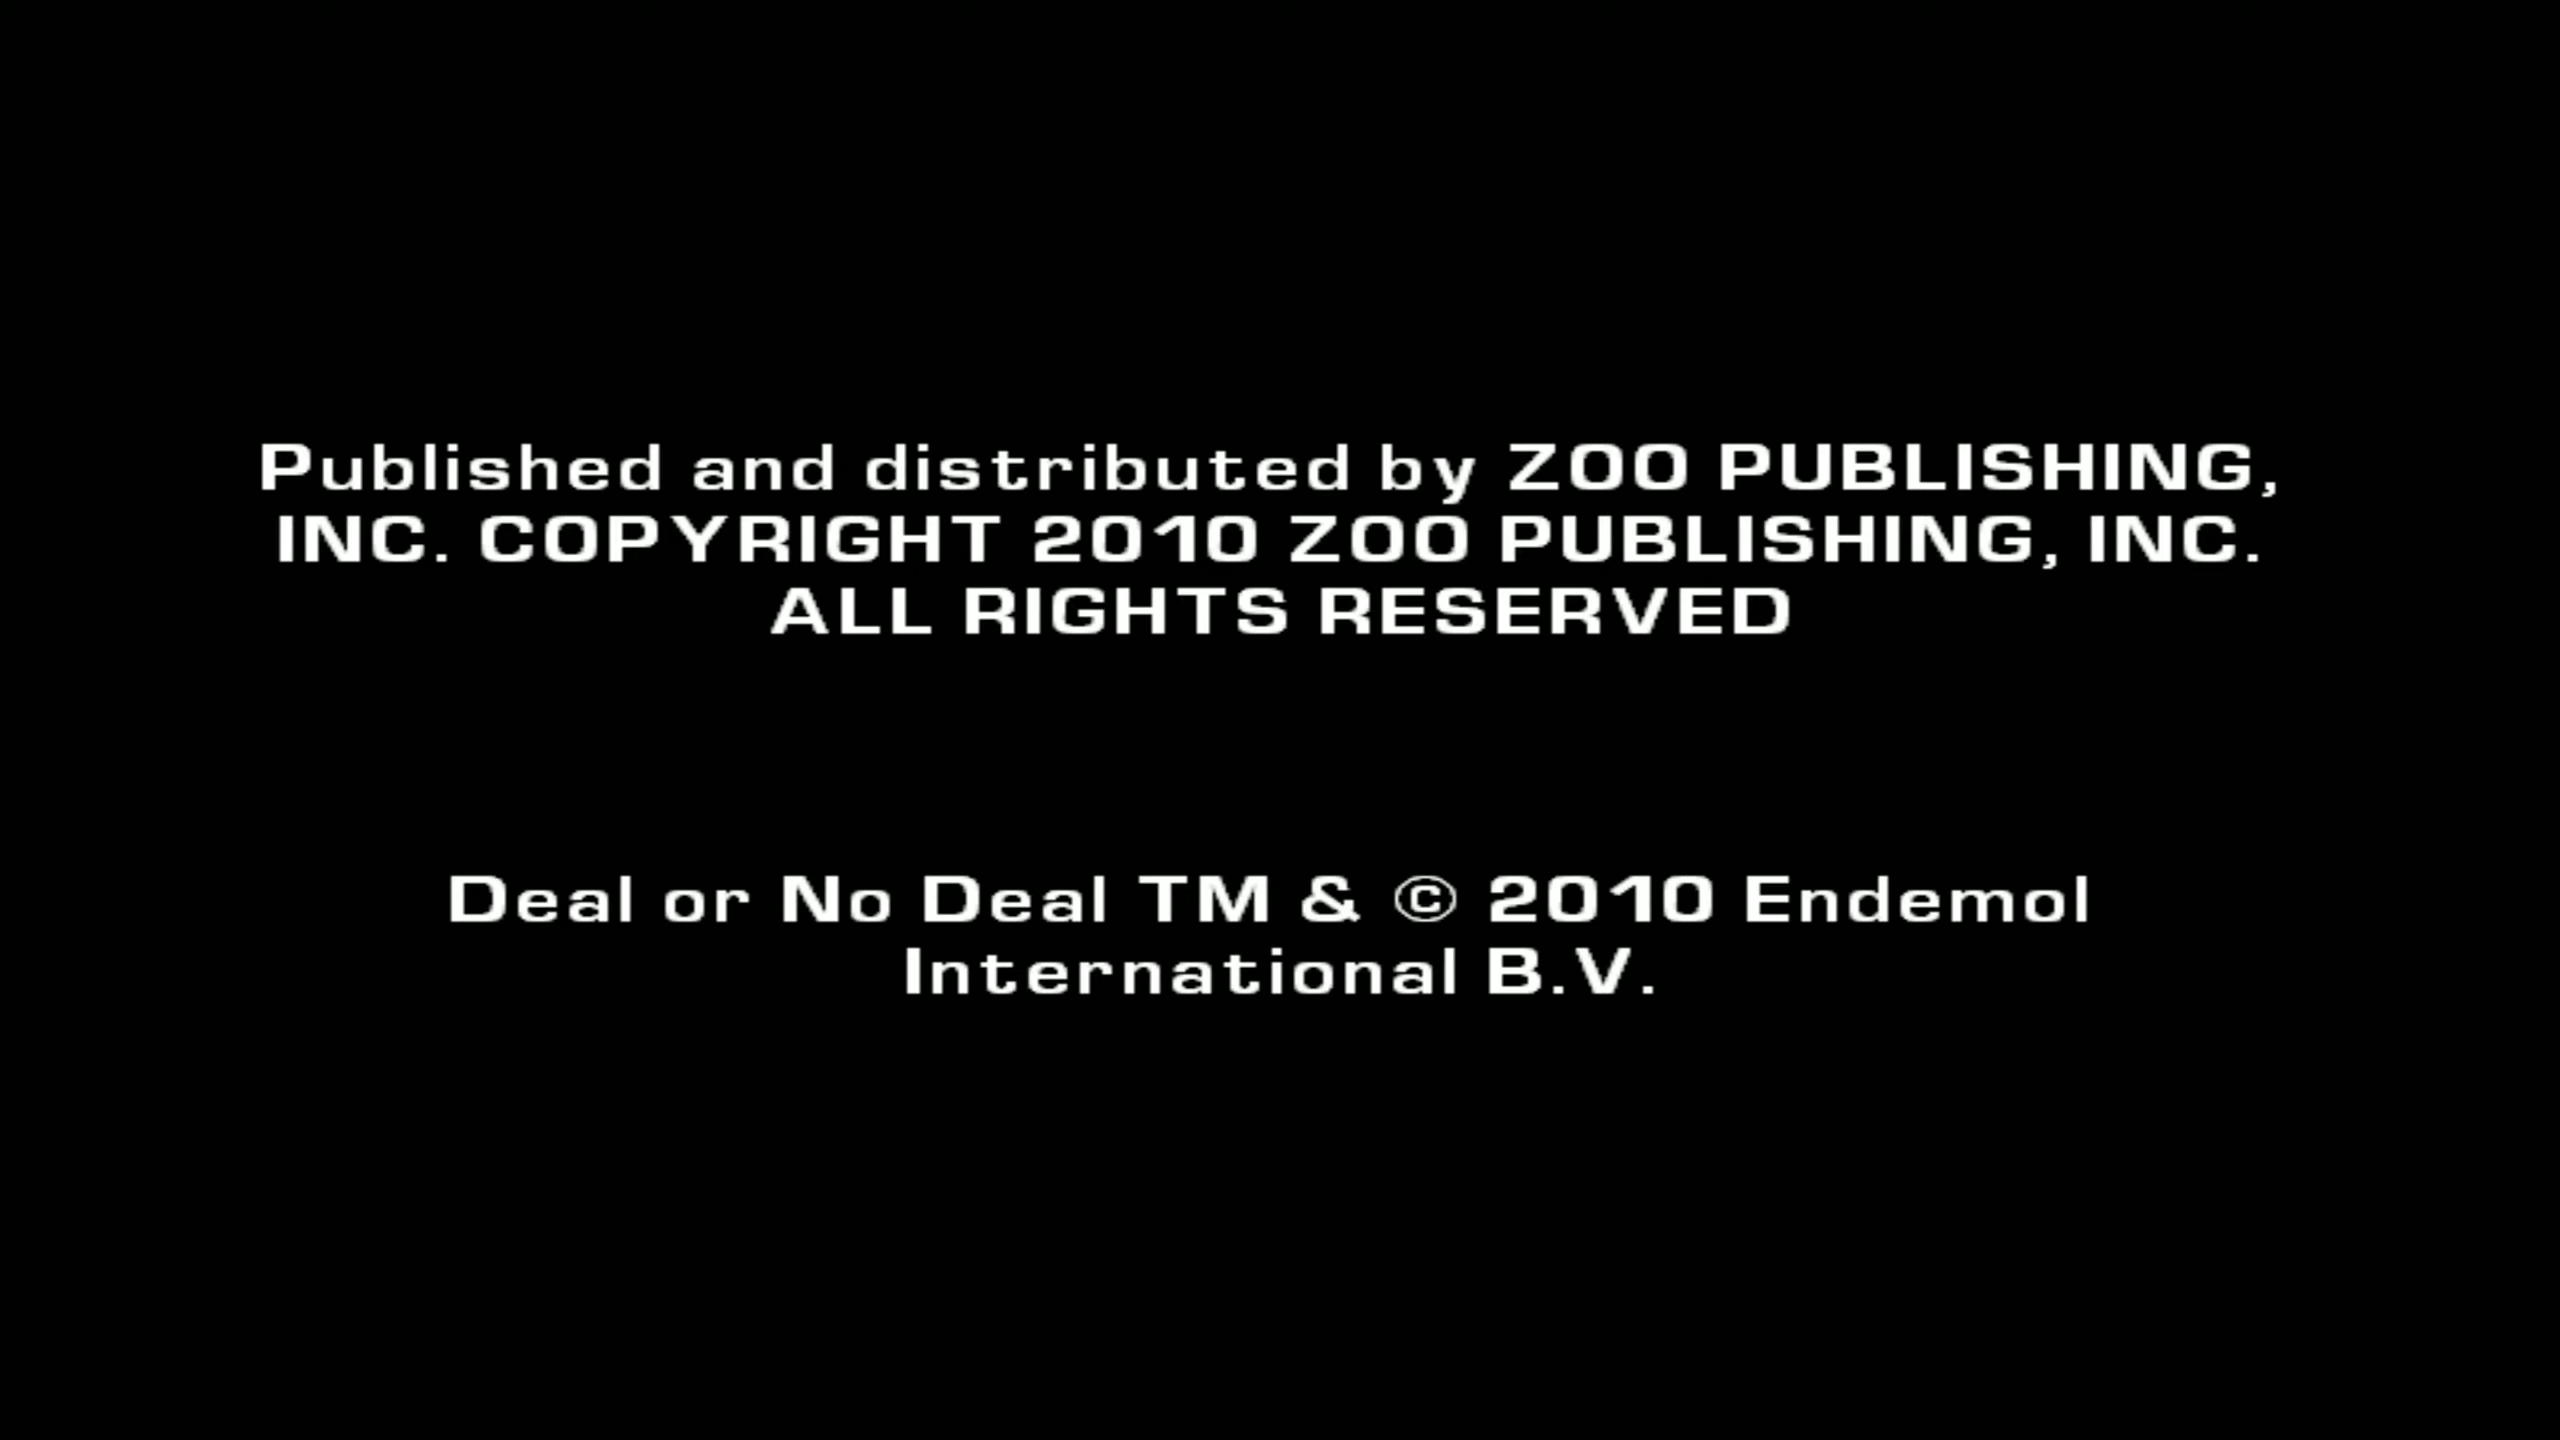 Published and distributed by ZOO PUBLISHING,
INC. COPYRIGHT 2010 ZOO PUBLISHING, INC.
ALL RIGHTS RESERVED
Deal or No Deal TM & © 2010 Endemol
International B.V.